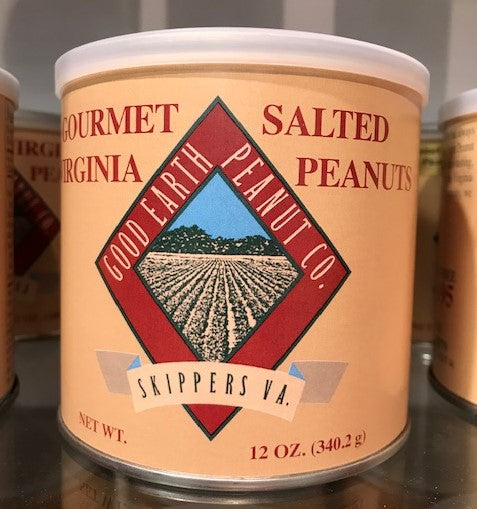 GOURMET SALTED
VIRGINIA PEANUTS
GOOD EARTH PEANUT CO.
SKIPPERS VA.
NET WT. 12 OZ. (340.2 g)